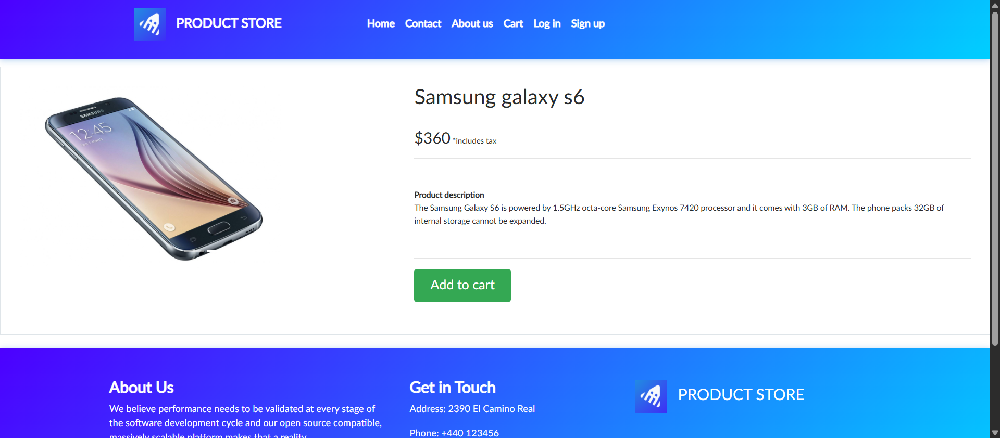 PRODUCT STORE
Home Contact About us Cart Log in Sign up
SAMSUNG
12:45
Sun, 1 March
Samsung galaxy s6
$360 *includes tax
Product description
The Samsung Galaxy S6 is powered by 1.5GHz octa-core Samsung Exynos 7420 processor and it comes with 3GB of RAM. The phone packs 32GB of
internal storage cannot be expanded.
Add to cart
About Us
We believe performance needs to be validated at every stage of
the software development cycle and our open source compatible,
massively scalable platform makes that a reality.
Get in Touch
Address: 2390 El Camino Real
Phone: +440 123456
PRODUCT STORE